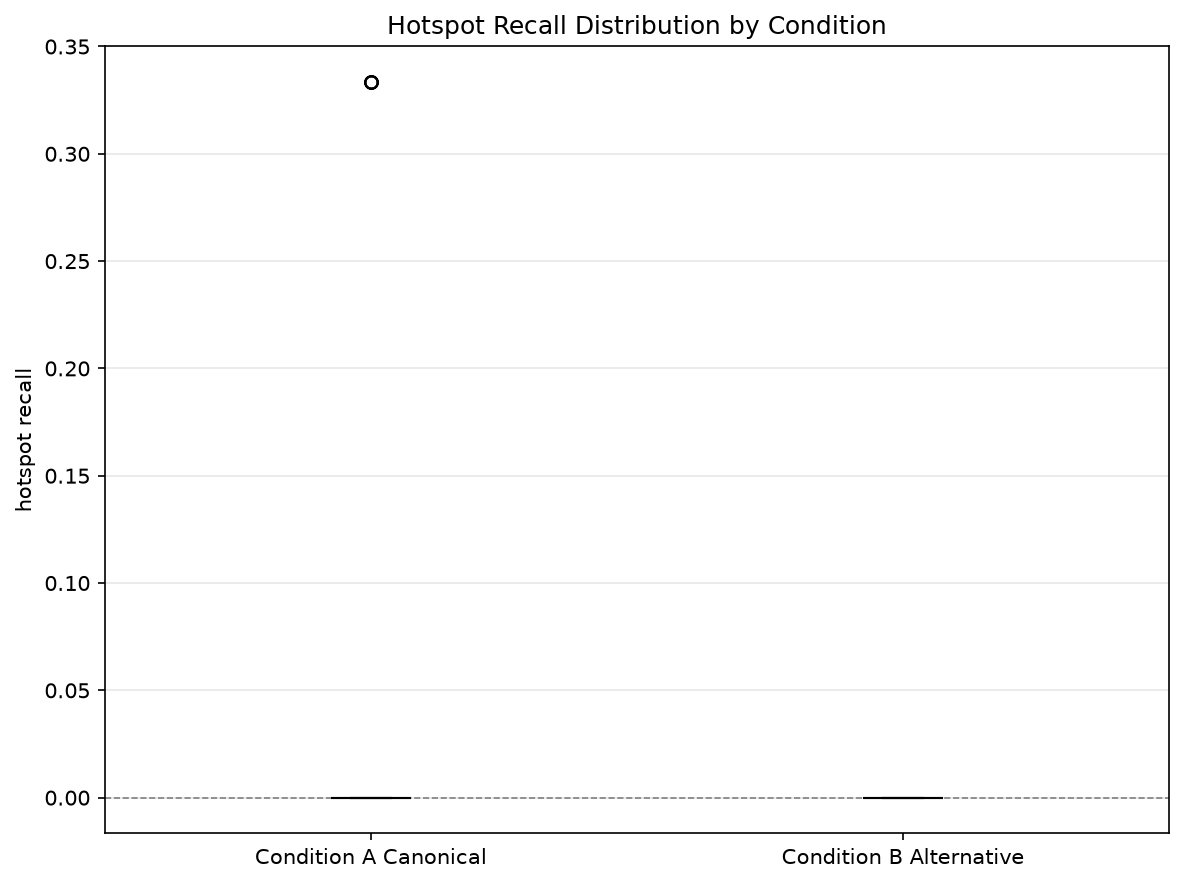 Hotspot Recall Distribution by Condition
hotspot recall
0.35
0.30
0.25
0.20
0.15
0.10
0.05
0.00
Condition A Canonical
Condition B Alternative